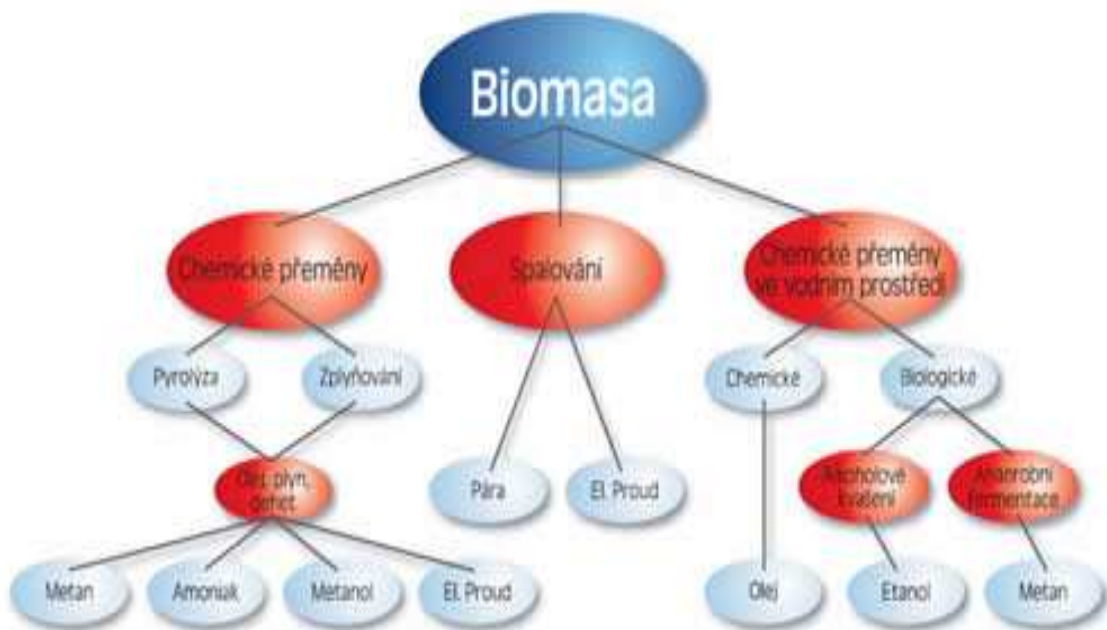 Biomasa
Chemické přeměny
Spalování
Chemické přeměny
ve vodním prostředí
Pyrolýza
Zplyňování
Chemické
Biologické
Olej, plyn,
dehet
Pára
El. Proud
Alkoholové
kvašení
Anaerobní
fermentace
Metan
Amoniak
Metanol
El. Proud
Olej
Etanol
Metan